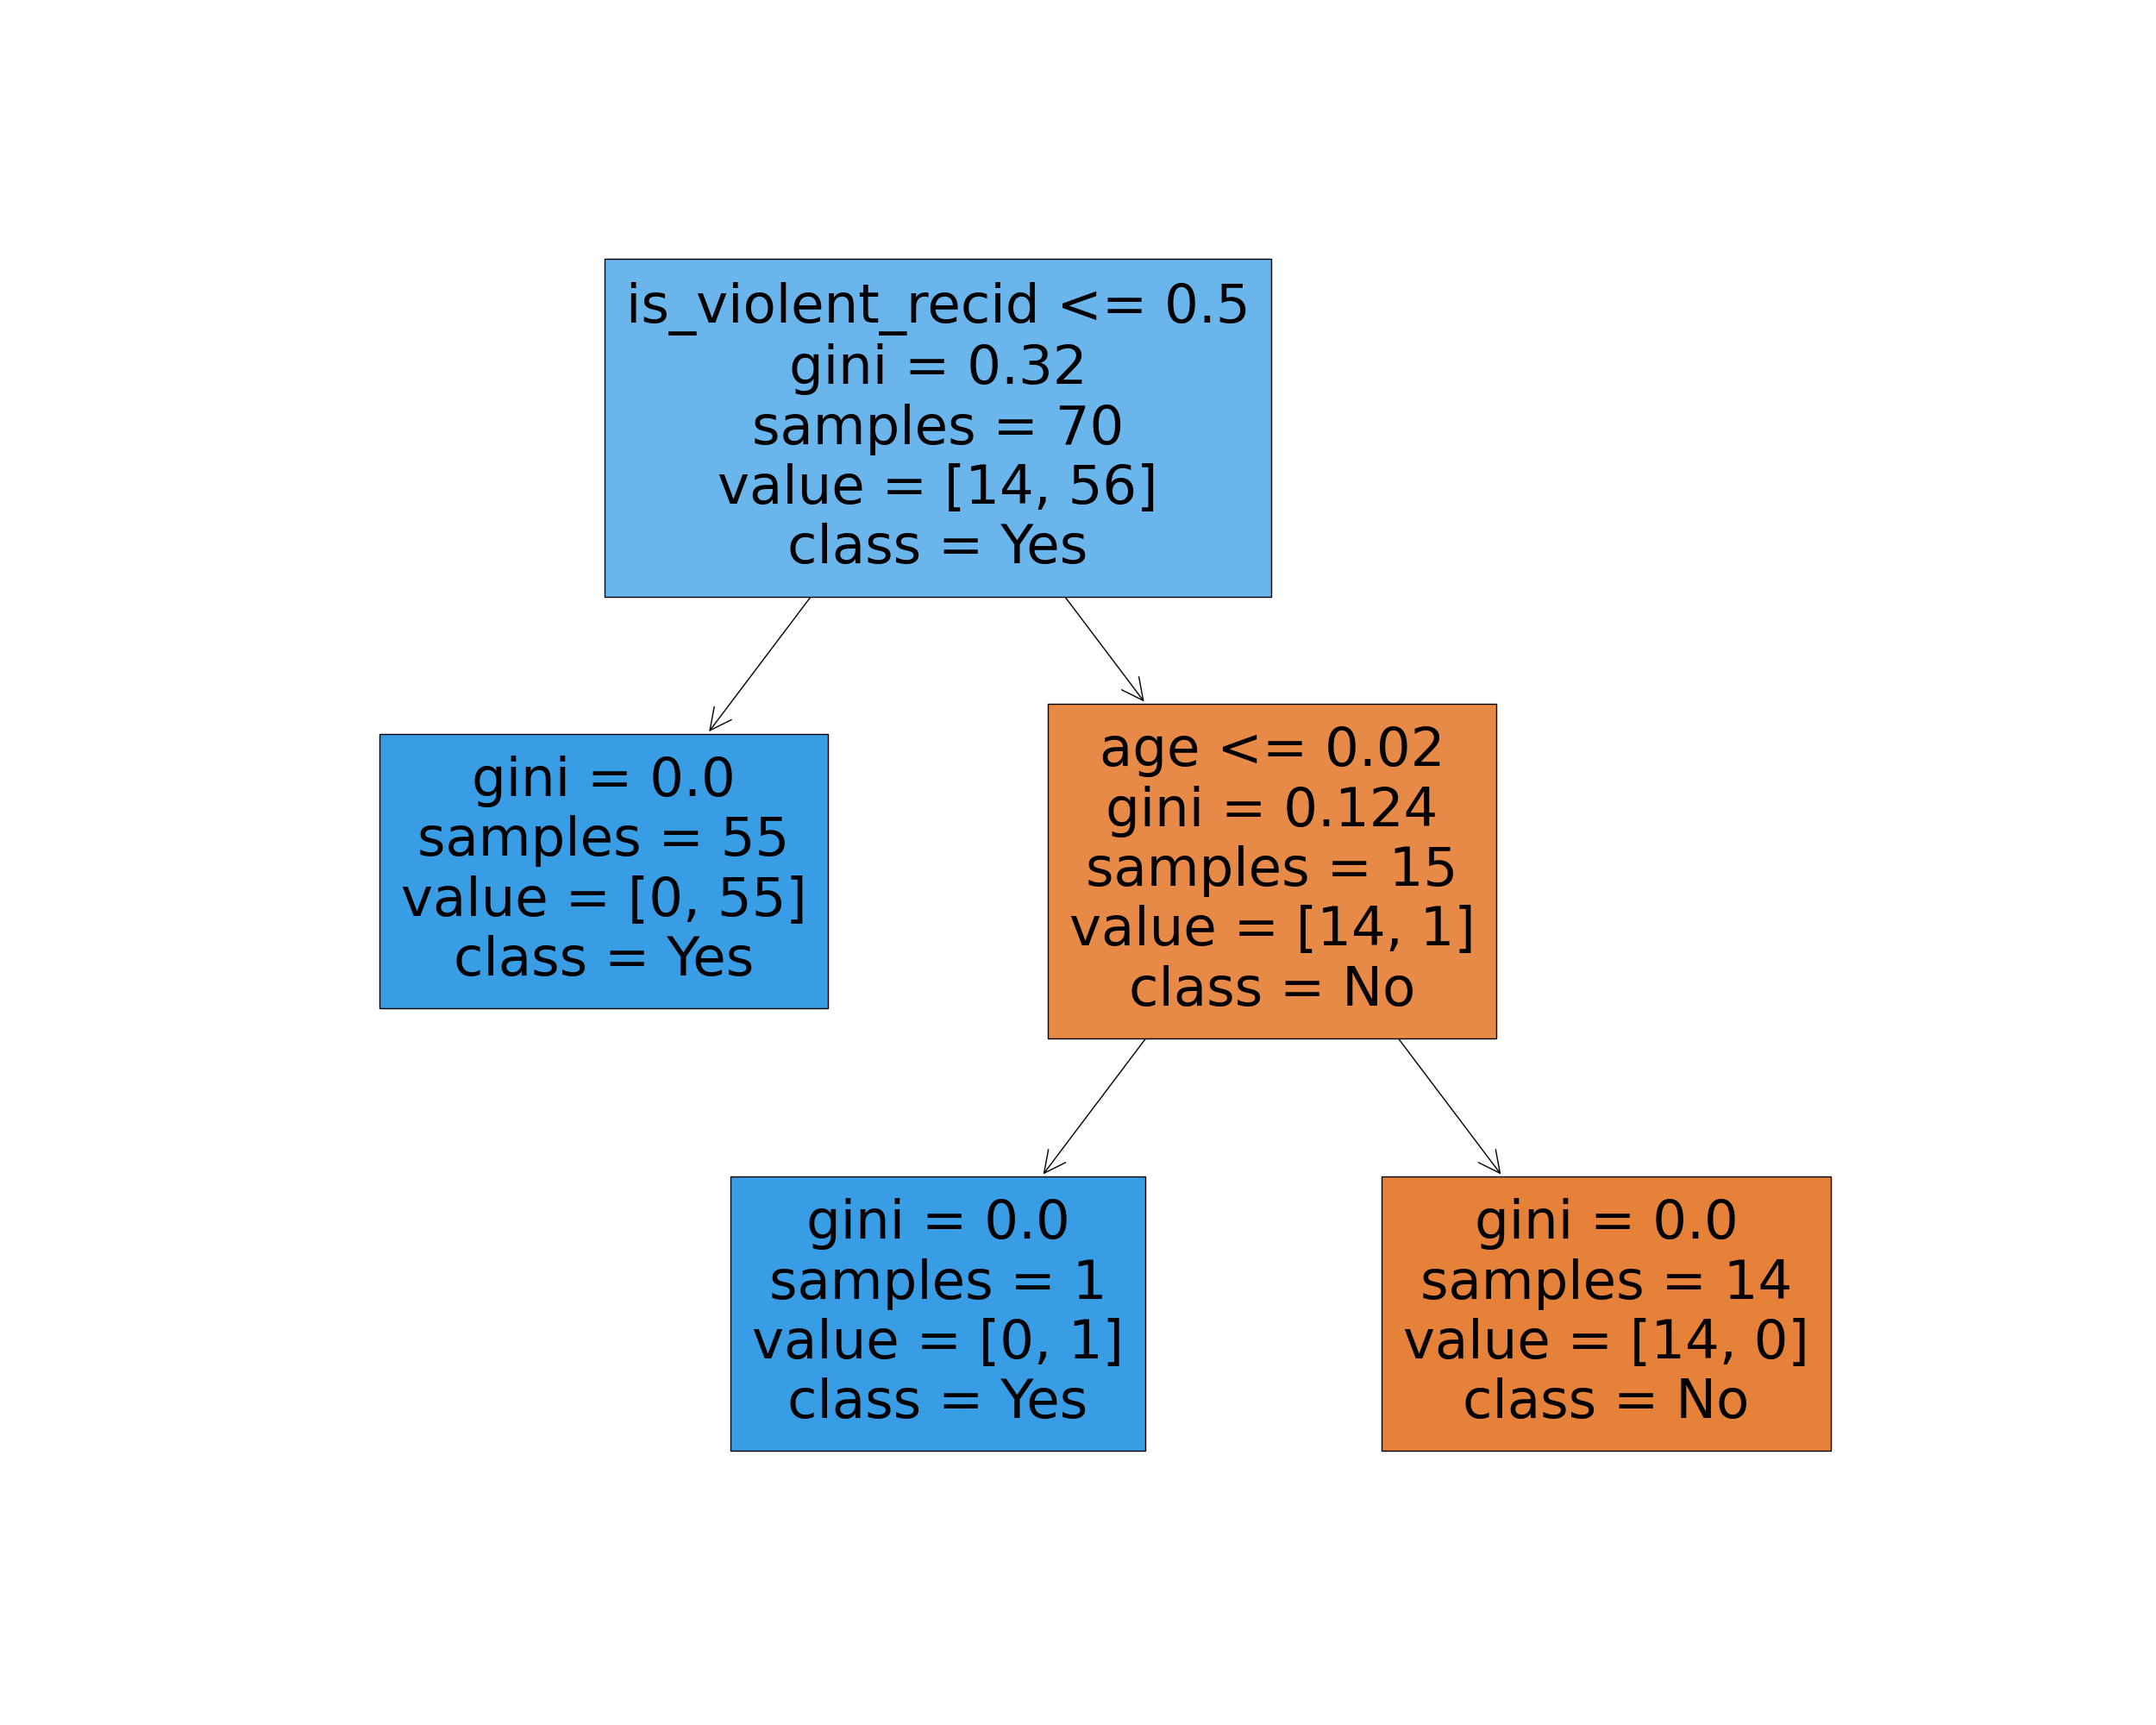 is_violent_recid <= 0.5
gini = 0.32
samples = 70
value = [14, 56]
class = Yes
gini = 0.0
samples = 55
value = [0, 55]
class = Yes
age <= 0.02
gini = 0.124
samples = 15
value = [14, 1]
class = No
gini = 0.0
samples = 1
value = [0, 1]
class = Yes
gini = 0.0
samples = 14
value = [14, 0]
class = No